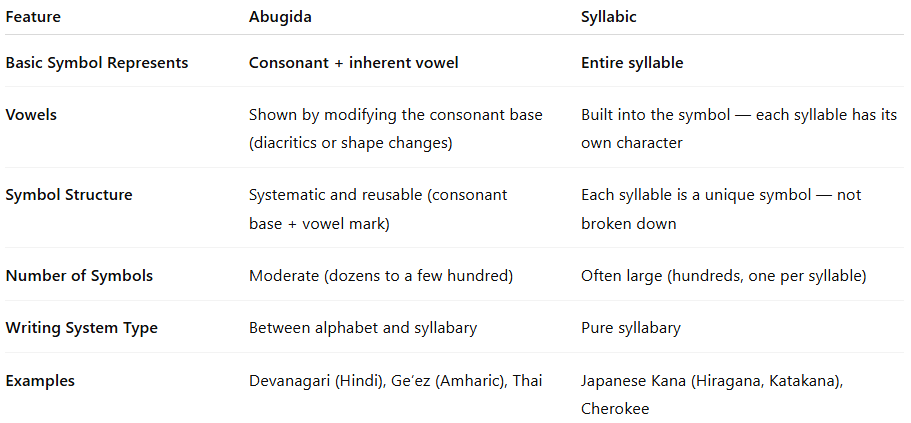 Feature Abugida Syllabic
Basic Symbol Represents Consonant + inherent vowel Entire syllable
Vowels Shown by modifying the consonant base Built into the symbol — each syllable has its
(diacritics or shape changes) own character
Symbol Structure Systematic and reusable (consonant Each syllable is a unique symbol — not
base + vowel mark) broken down
Number of Symbols Moderate (dozens to a few hundred) Often large (hundreds, one per syllable)
Writing System Type Between alphabet and syllabary Pure syllabary
Examples Devanagari (Hindi), Geʽez (Amharic), Thai Japanese Kana (Hiragana, Katakana),
Cherokee